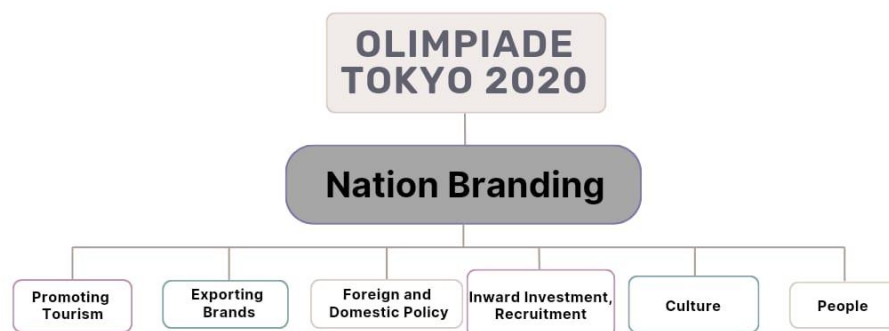 OLIMPIADE
TOKYO 2020
Nation Branding
Promoting
Tourism
Exporting
Brands
Foreign and
Domestic Policy
Inward Investment,
Recruitment
Culture
People